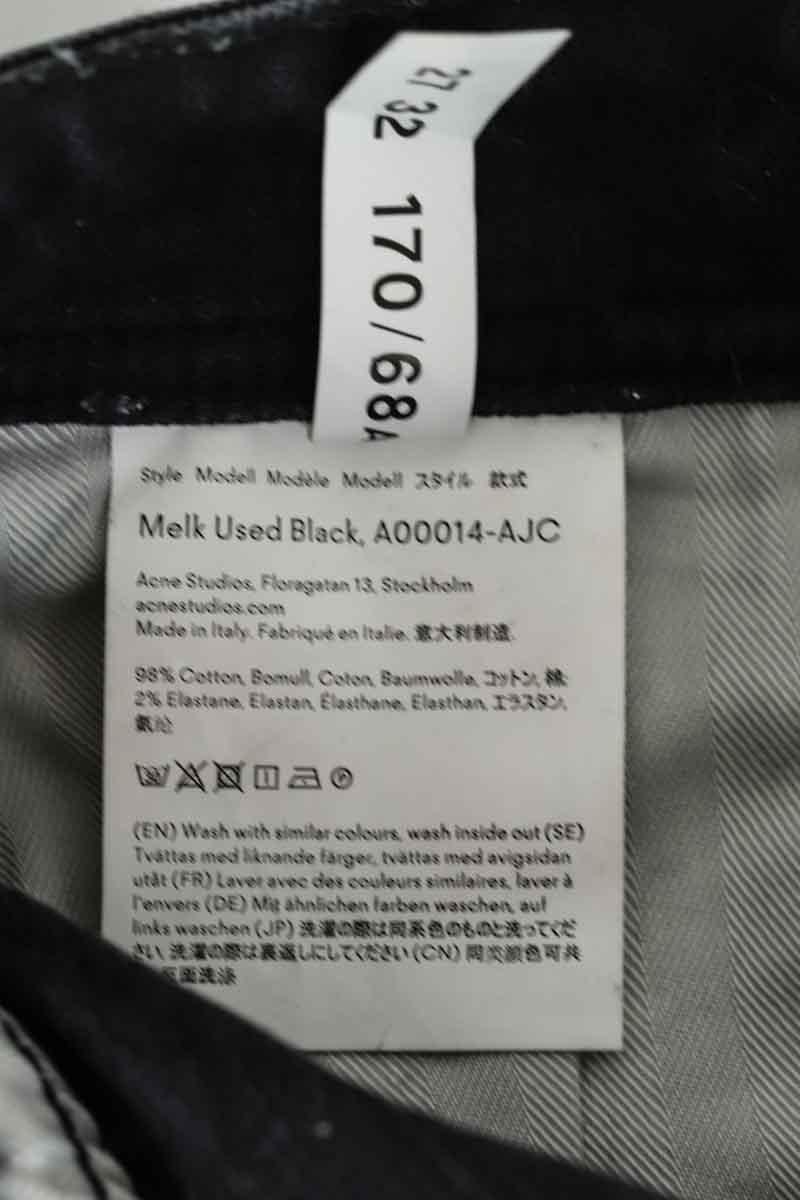 27 32
170/68A
Style Modell Modèle Modell スタイル 款式
Melk Used Black, A00014-AJC
Acne Studios, Floragatan 13, Stockholm
acnestudios.com
Made in Italy. Fabriqué en Italie. 意大利制造.
98% Cotton, Bomull, Coton, Baumwolle, コットン, 棉;
2% Elastane, Elastan, Élasthane, Elasthan, エラスタン,
氨纶
(EN) Wash with similar colours, wash inside out (SE)
Tvättas med liknande färger, tvättas med avigsidan
utåt (FR) Laver avec des couleurs similaires, laver à
l'envers (DE) Mit ähnlichen farben waschen, auf
links waschen (JP) 洗濯の際は同系色のものと洗ってくだ
さい, 洗濯の際は裏返しにしてください (CN) 同类颜色可共
反面洗涤